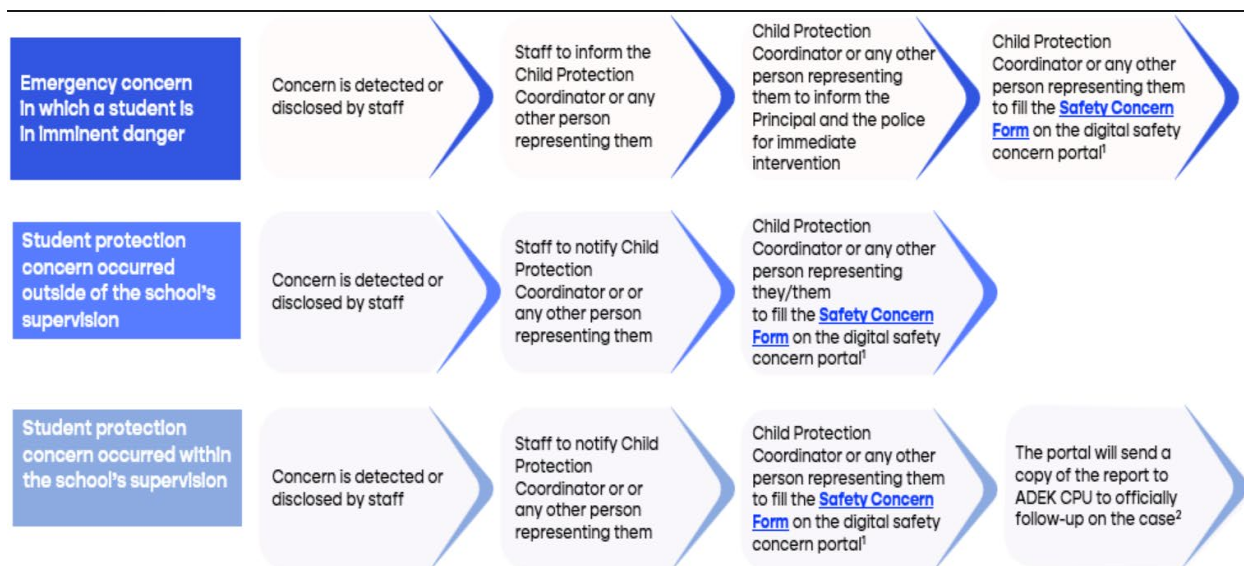 Emergency concern
in which a student is
in imminent danger
Concern is detected or
disclosed by staff
Staff to inform the
Child Protection
Coordinator or any
other person
representing them
Child Protection
Coordinator or any other
person representing
them to inform the
Principal and the police
for immediate
intervention
Child Protection
Coordinator or any other
person representing them
to fill the Safety Concern
Form on the digital safety
concern portal¹
Student protection
concern occurred
outside of the school's
supervision
Concern is detected or
disclosed by staff
Staff to notify Child
Protection
Coordinator or or
any other person
representing them
Child Protection
Coordinator or any other
person representing
they/them
to fill the Safety Concern
Form on the digital safety
concern portal¹
Student protection
concern occurred within
the school's supervision
Concern is detected or
disclosed by staff
Staff to notify Child
Protection
Coordinator or or
any other person
representing them
Child Protection
Coordinator or any other
person representing them
to fill the Safety Concern
Form on the digital safety
concern portal¹
The portal will send a
copy of the report to
ADEK CPU to officially
follow-up on the case²